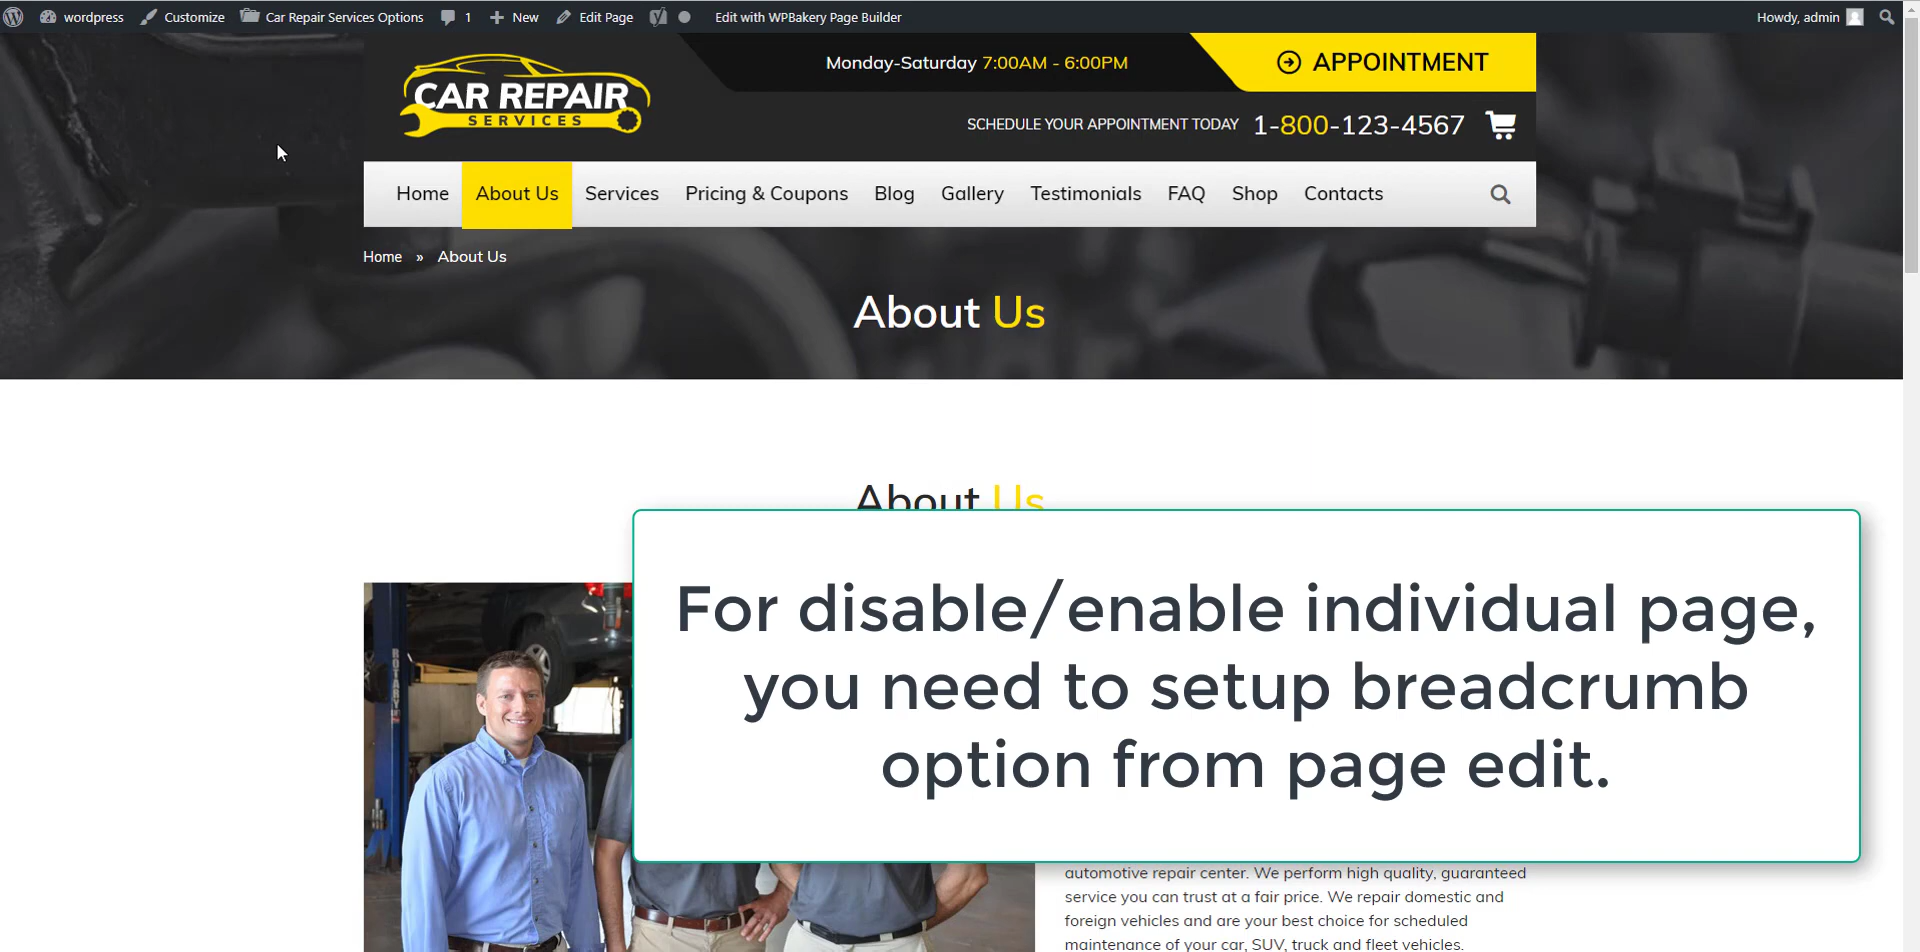 wordpress Customize Car Repair Services Options 1 New Edit Page Edit with WPBakery Page Builder Howdy, admin
Monday-Saturday 7:00AM - 6:00PM
APPOINTMENT
CAR REPAIR
SERVICES
SCHEDULE YOUR APPOINTMENT TODAY 1-800-123-4567
Home About Us Services Pricing & Coupons Blog Gallery Testimonials FAQ Shop Contacts
Home » About Us
About Us
About Us
ROTARY
For disable/enable individual page,
you need to setup breadcrumb
option from page edit.
automotive repair center. We perform high quality, guaranteed
service you can trust at a fair price. We repair domestic and
foreign vehicles and are your best choice for scheduled
maintenance of your car, SUV, truck and fleet vehicles.